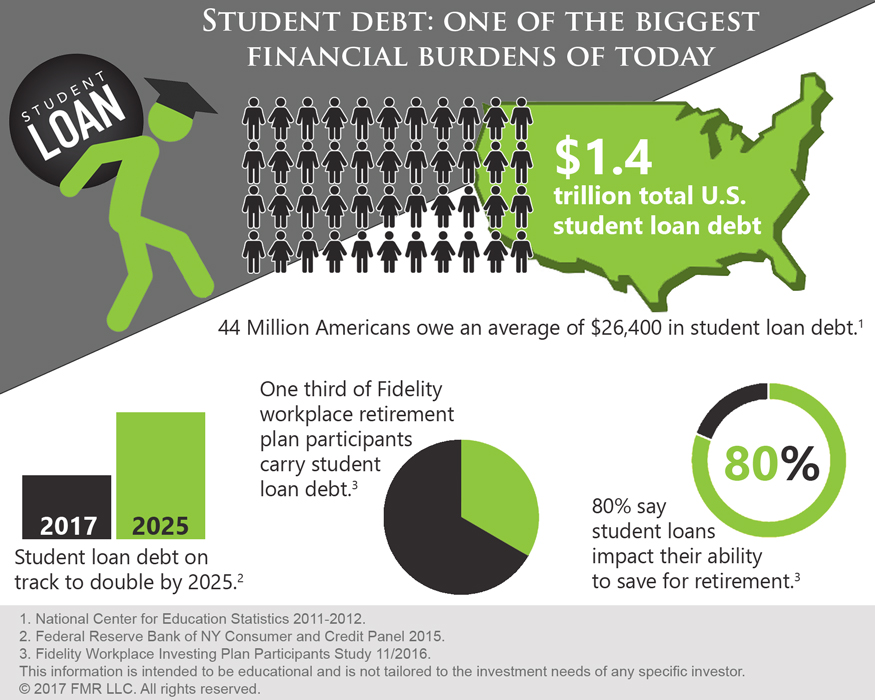 STUDENT DEBT: ONE OF THE BIGGEST
FINANCIAL BURDENS OF TODAY
STUDENT
LOAN
$1.4
trillion total U.S.
student loan debt
44 Million Americans owe an average of $26,400 in student loan debt.¹
2017
2025
Student loan debt on
track to double by 2025.²
One third of Fidelity
workplace retirement
plan participants
carry student
loan debt.³
80%
80% say
student loans
impact their ability
to save for retirement.³
1. National Center for Education Statistics 2011-2012.
2. Federal Reserve Bank of NY Consumer and Credit Panel 2015.
3. Fidelity Workplace Investing Plan Participants Study 11/2016.
This information is intended to be educational and is not tailored to the investment needs of any specific investor.
© 2017 FMR LLC. All rights reserved.